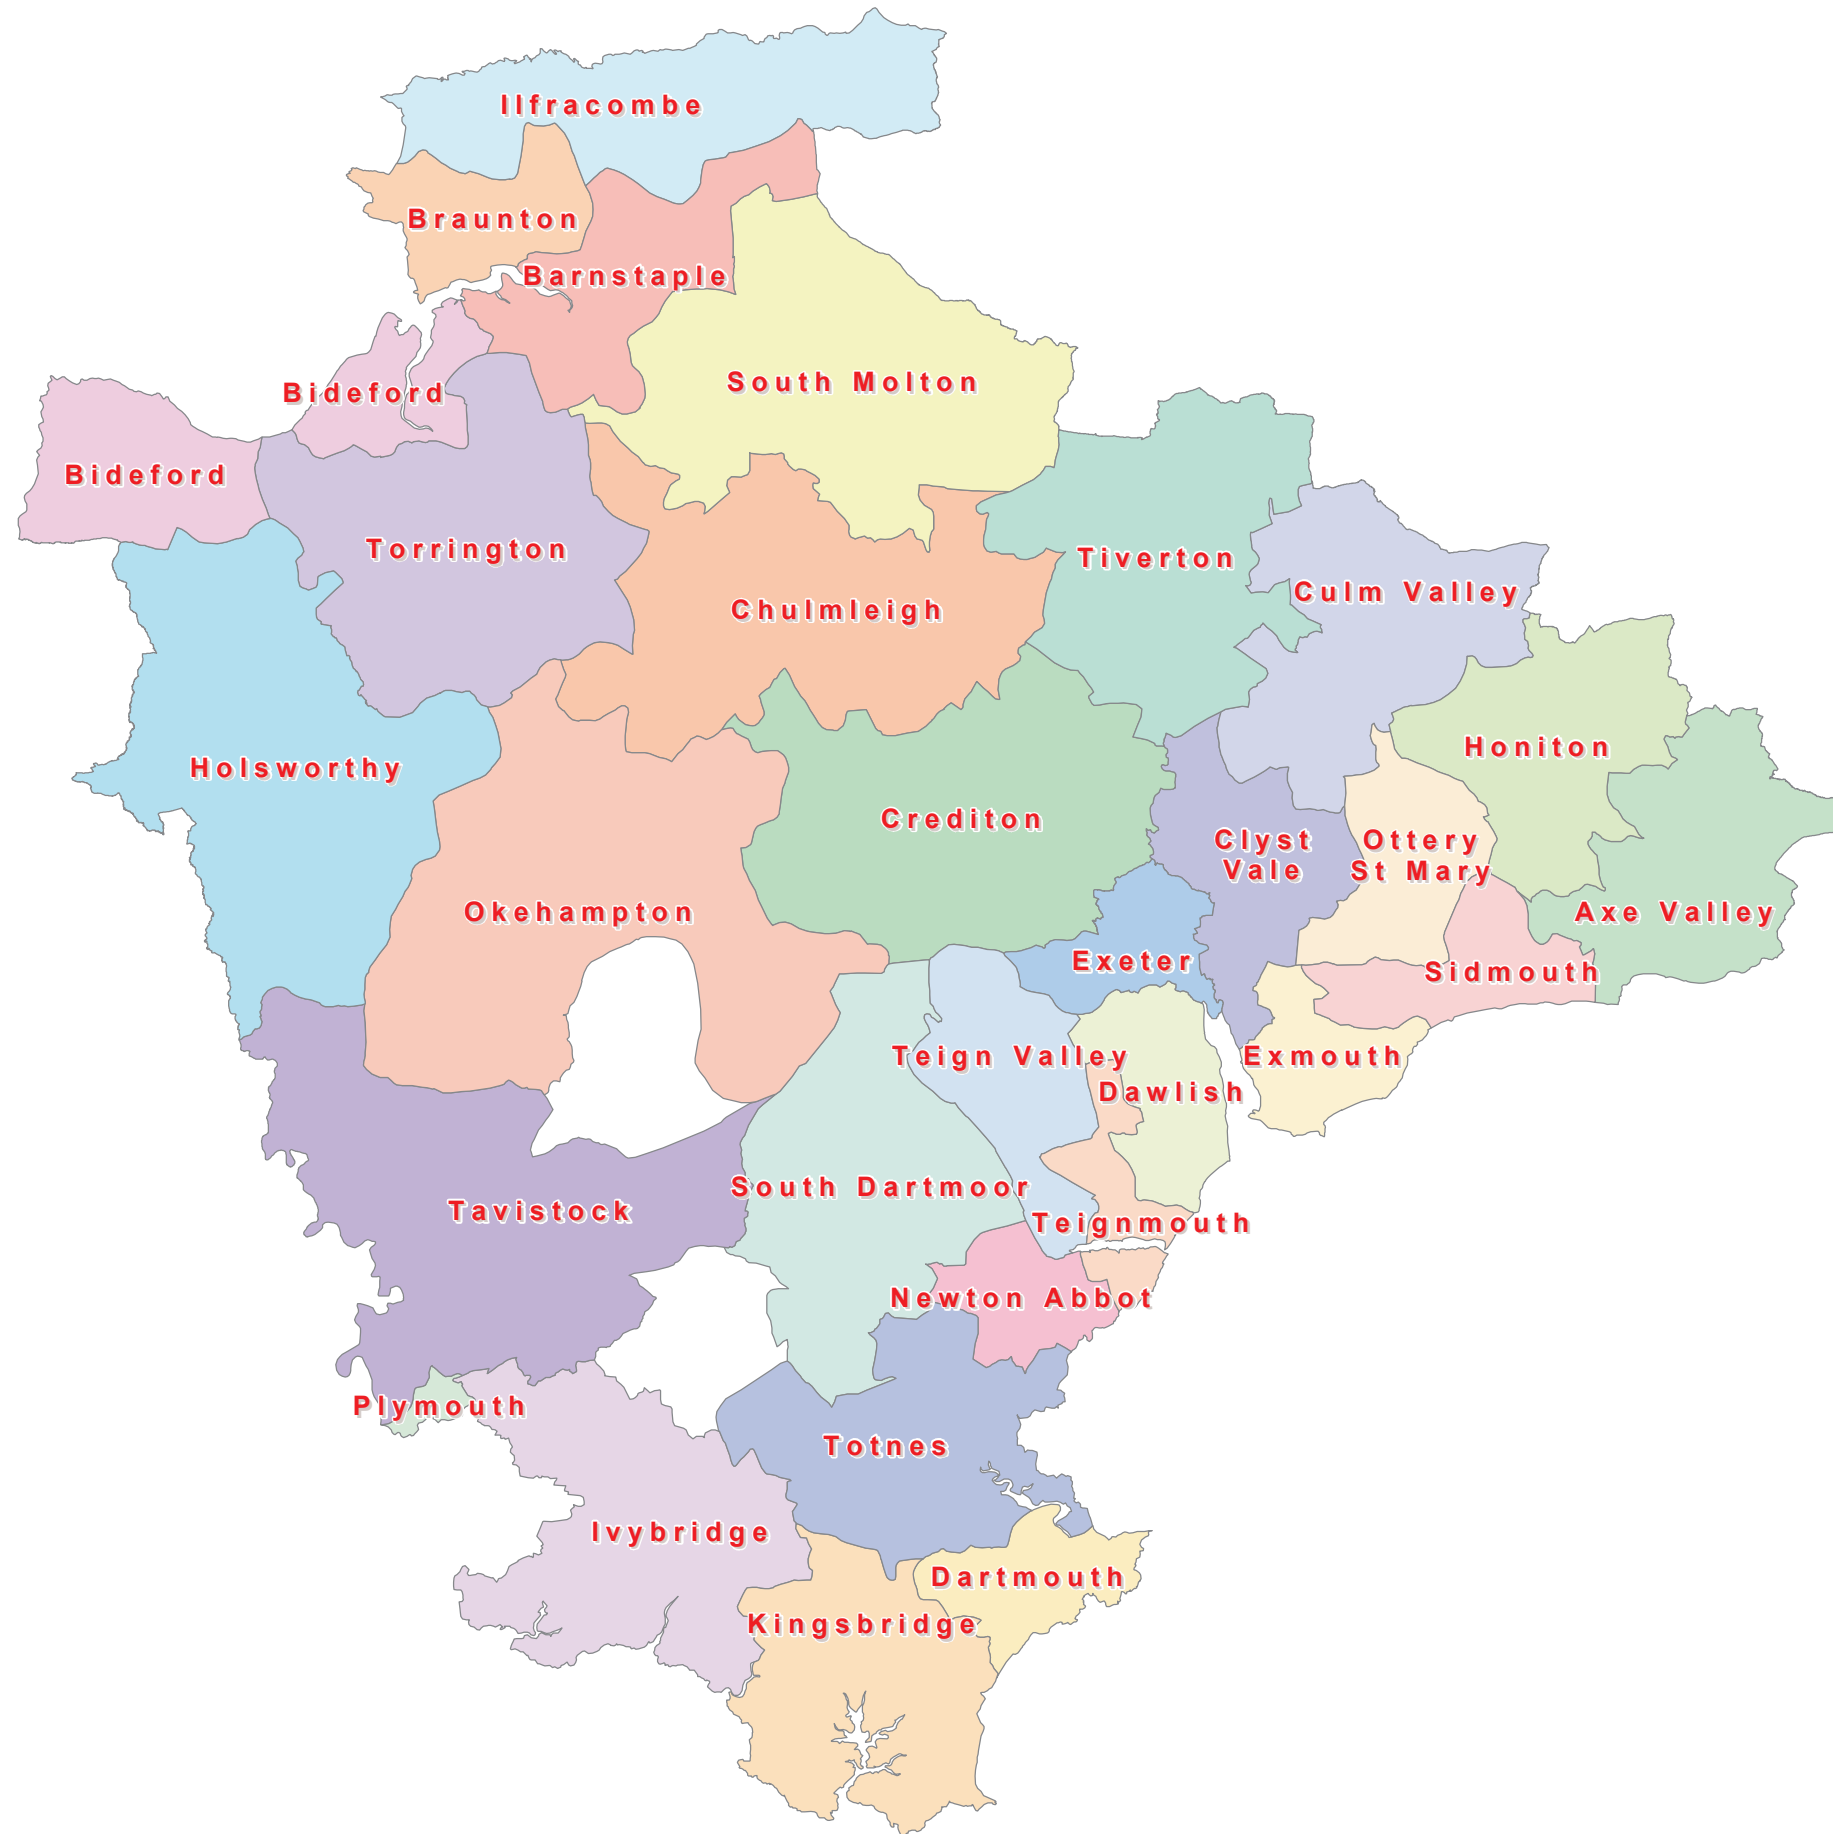 Ilfracombe
Braunton
Barnstaple
South Molton
Bideford
Bideford
Torrington
Tiverton
Culm Valley
Chulmleigh
Honiton
Holsworthy
Crediton
Clyst
Vale
Ottery
St Mary
Okehampton
Axe Valley
Exeter
Sidmouth
Teign Valley
Exmouth
Dawlish
South Dartmoor
Tavistock
Teignmouth
Newton Abbot
Plymouth
Totnes
Ivybridge
Dartmouth
Kingsbridge